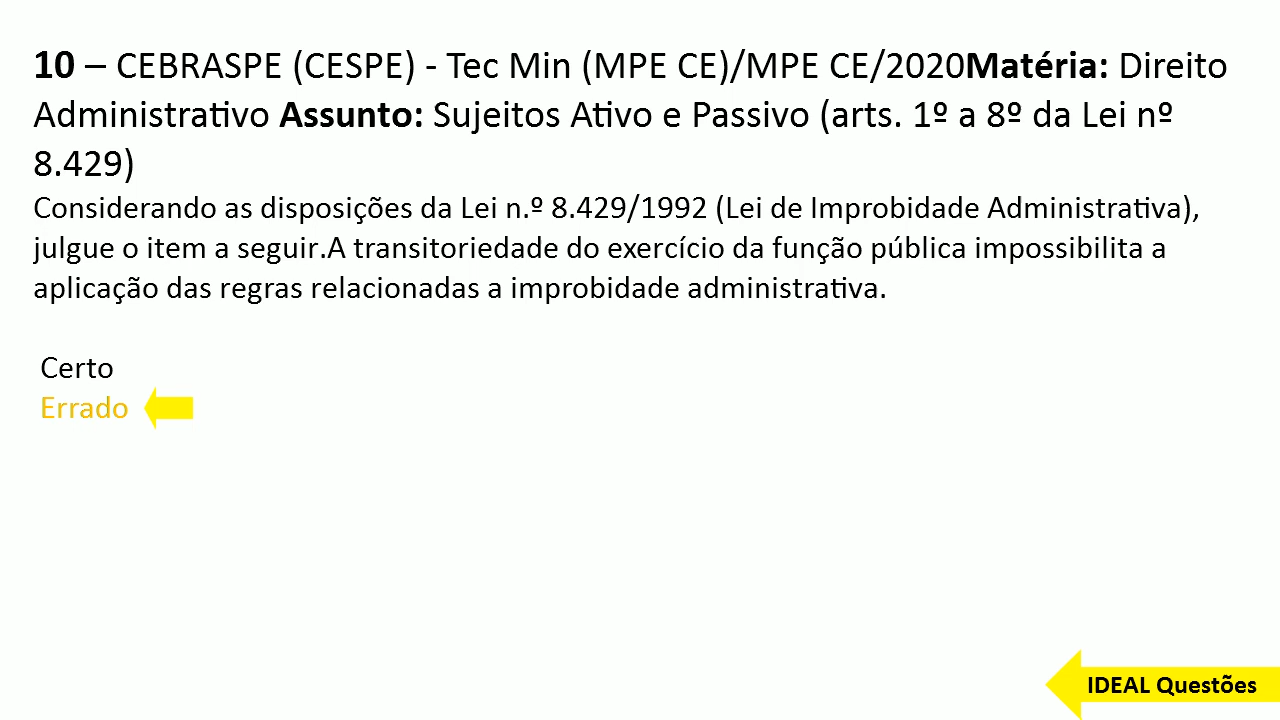 10 – CEBRASPE (CESPE) - Tec Min (MPE CE)/MPE CE/2020Matéria: Direito
Administrativo Assunto: Sujeitos Ativo e Passivo (arts. 1º a 8º da Lei nº
8.429)
Considerando as disposições da Lei n.º 8.429/1992 (Lei de Improbidade Administrativa),
julgue o item a seguir.A transitoriedade do exercício da função pública impossibilita a
aplicação das regras relacionadas a improbidade administrativa.
Certo
Errado
IDEAL Questões